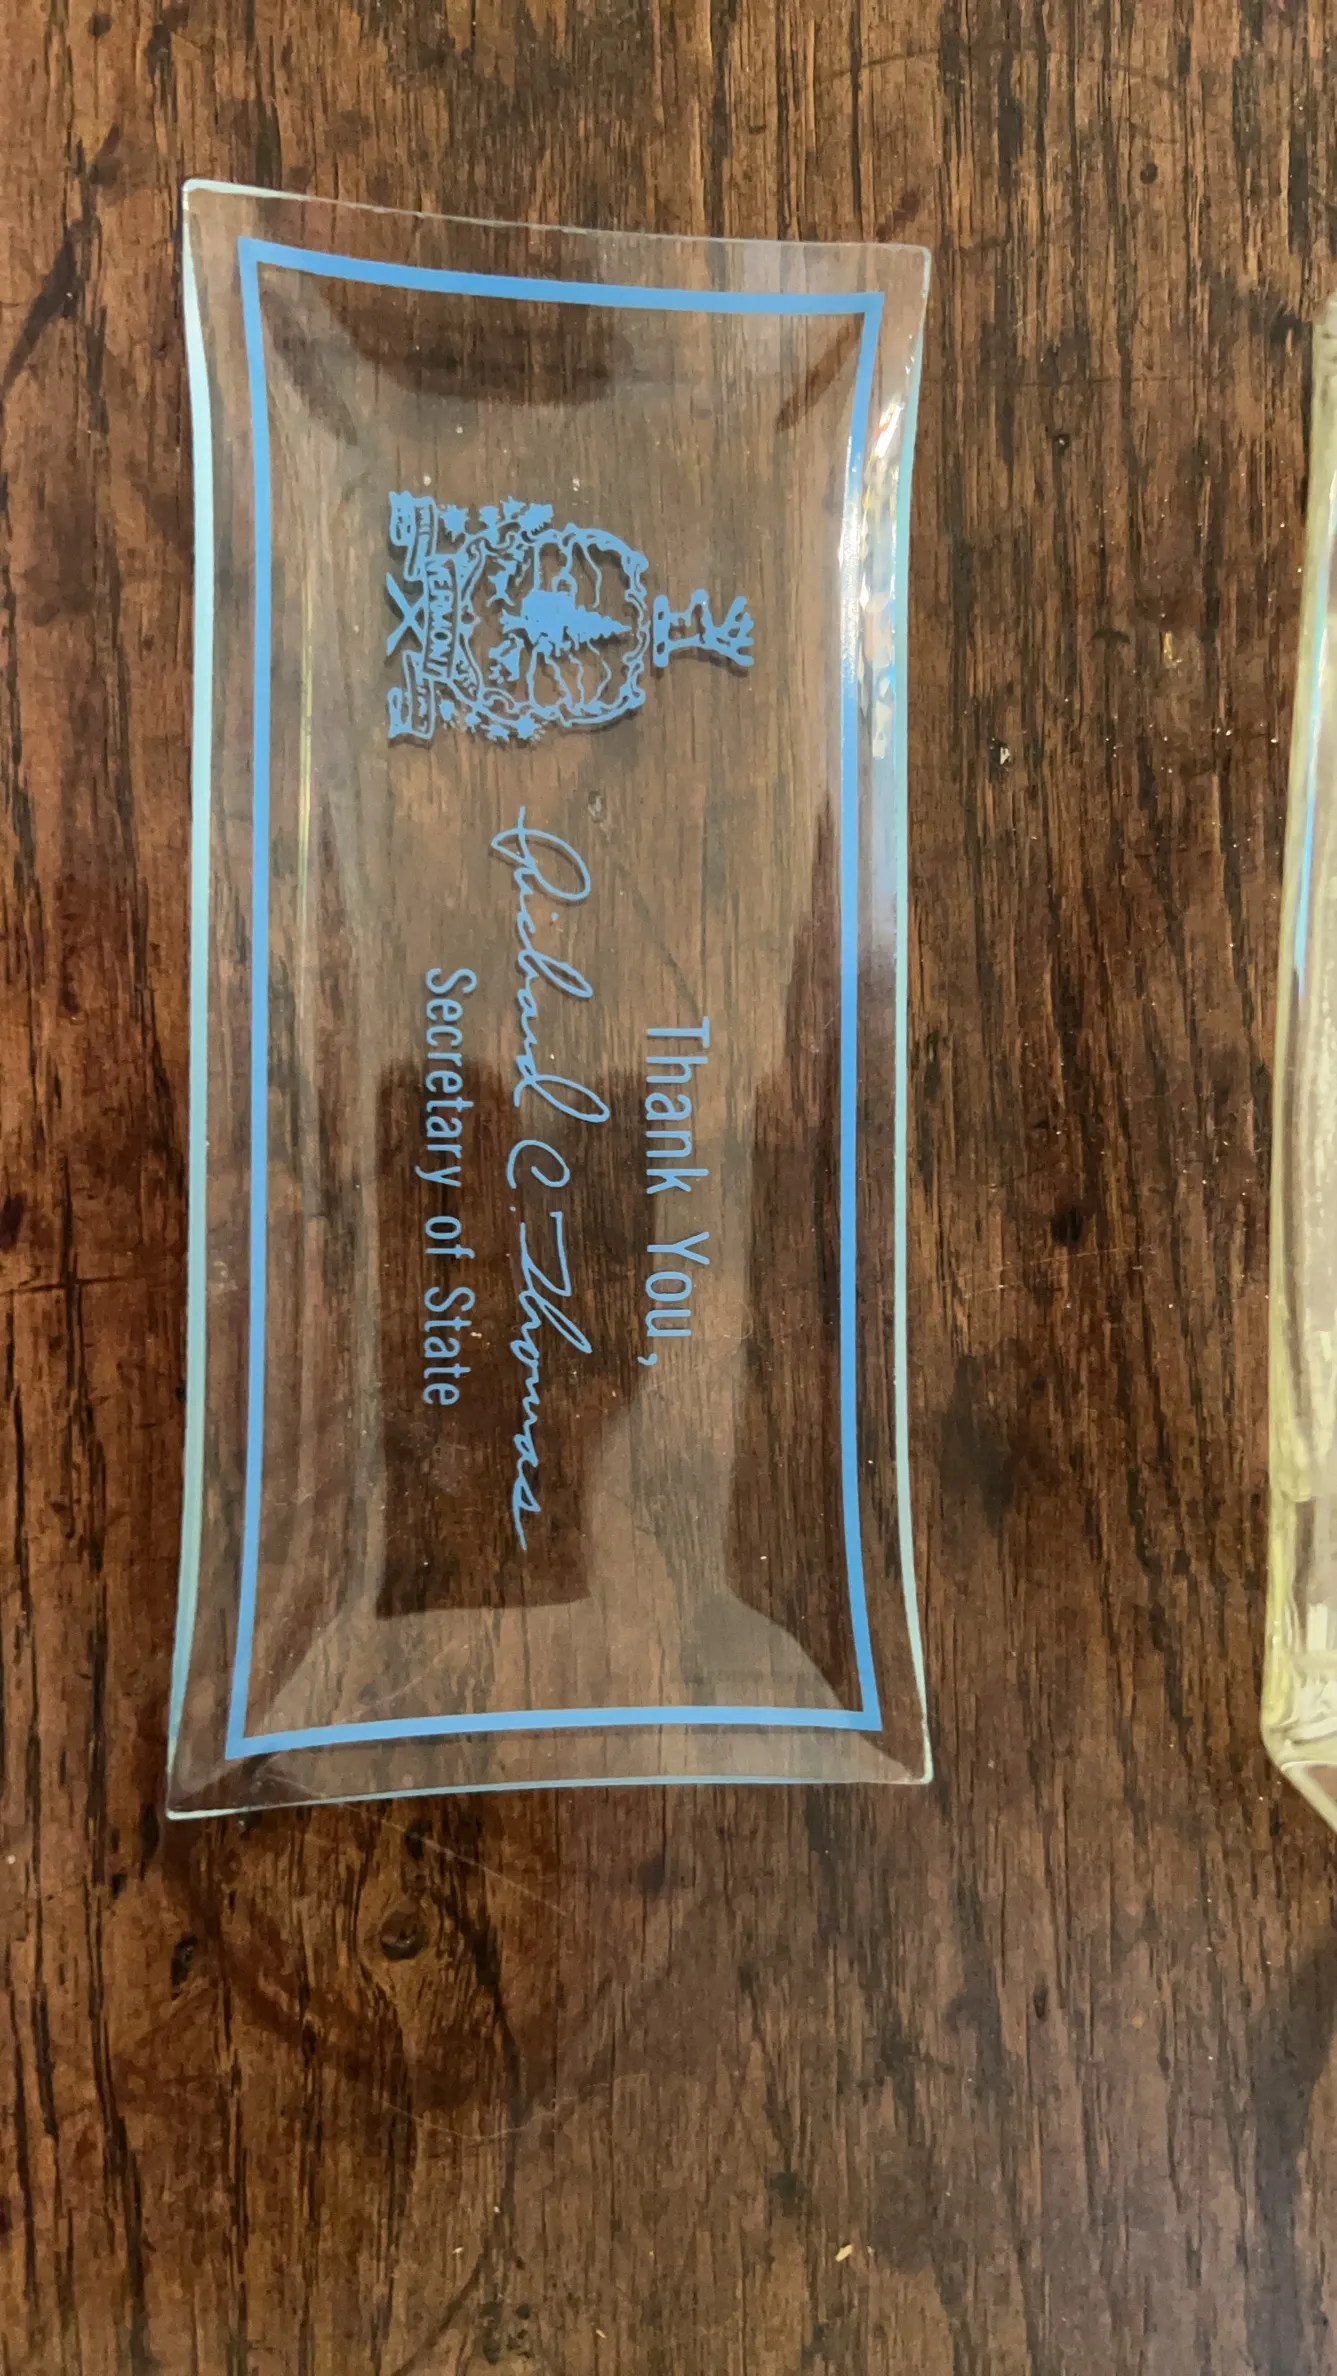 VERMONT
Thank You,
Richard C. Thomas
Secretary of State